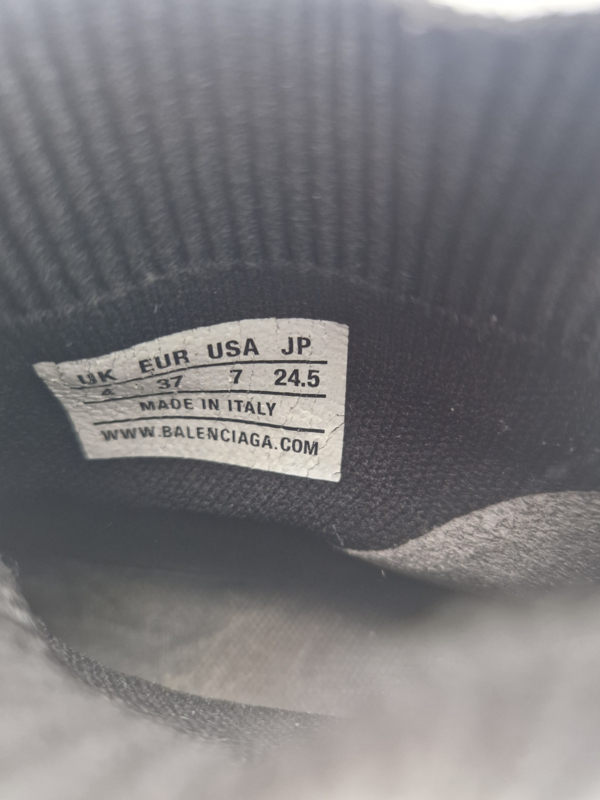 UK EUR USA JP
4 37 7 24.5
MADE IN ITALY
WWW.BALENCIAGA.COM